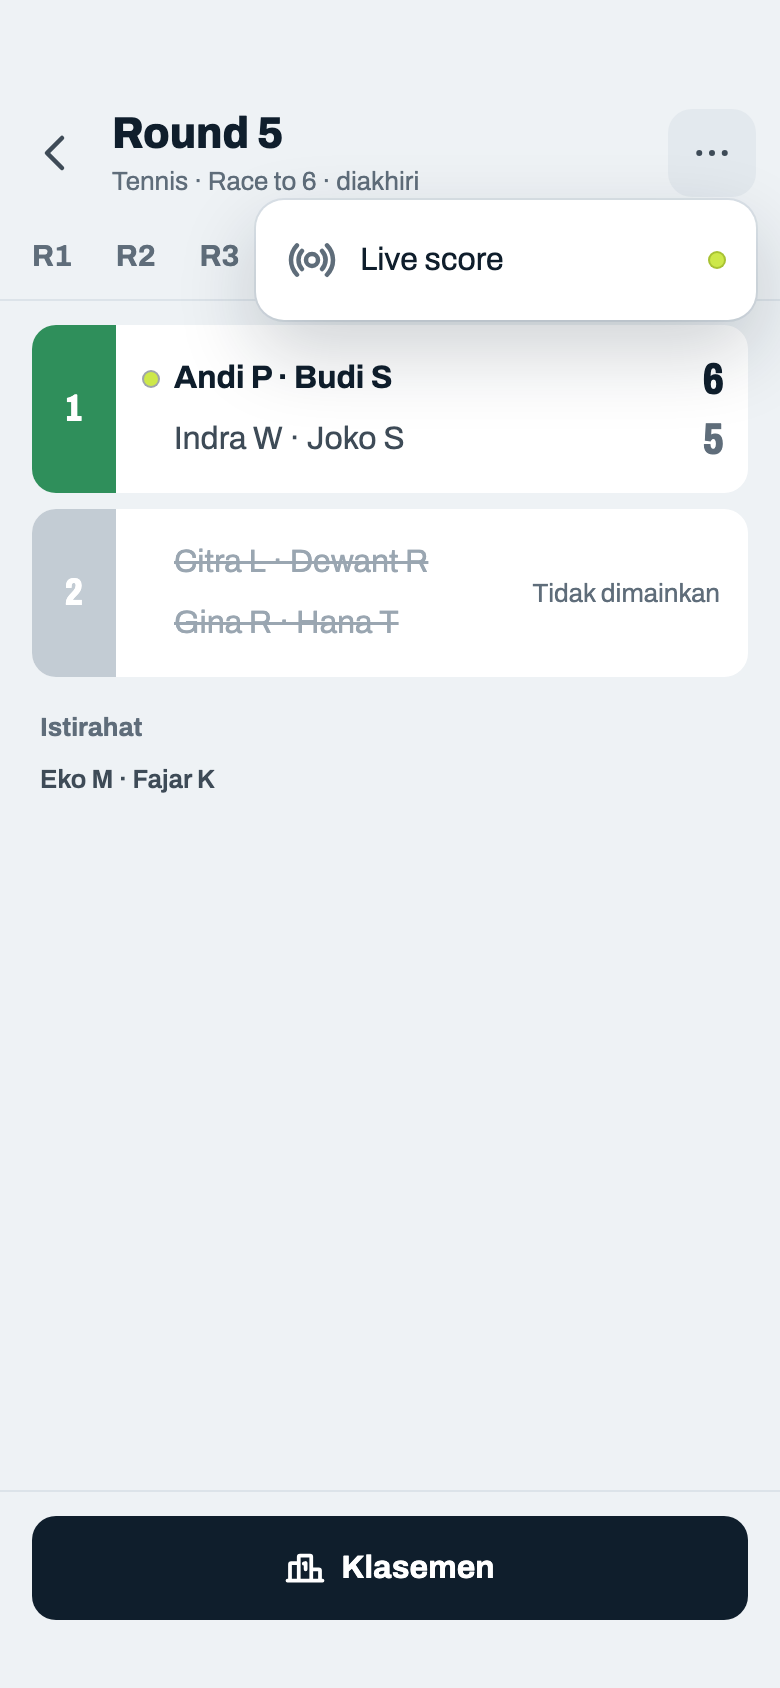 Round 5
Tennis · Race to 6 · diakhiri
R1 R2 R3
Live score
1
Andi P · Budi S 6
Indra W · Joko S 5
2
Citra L · Dewant R
Gina R · Hana T
Tidak dimainkan
Istirahat
Eko M · Fajar K
Klasemen